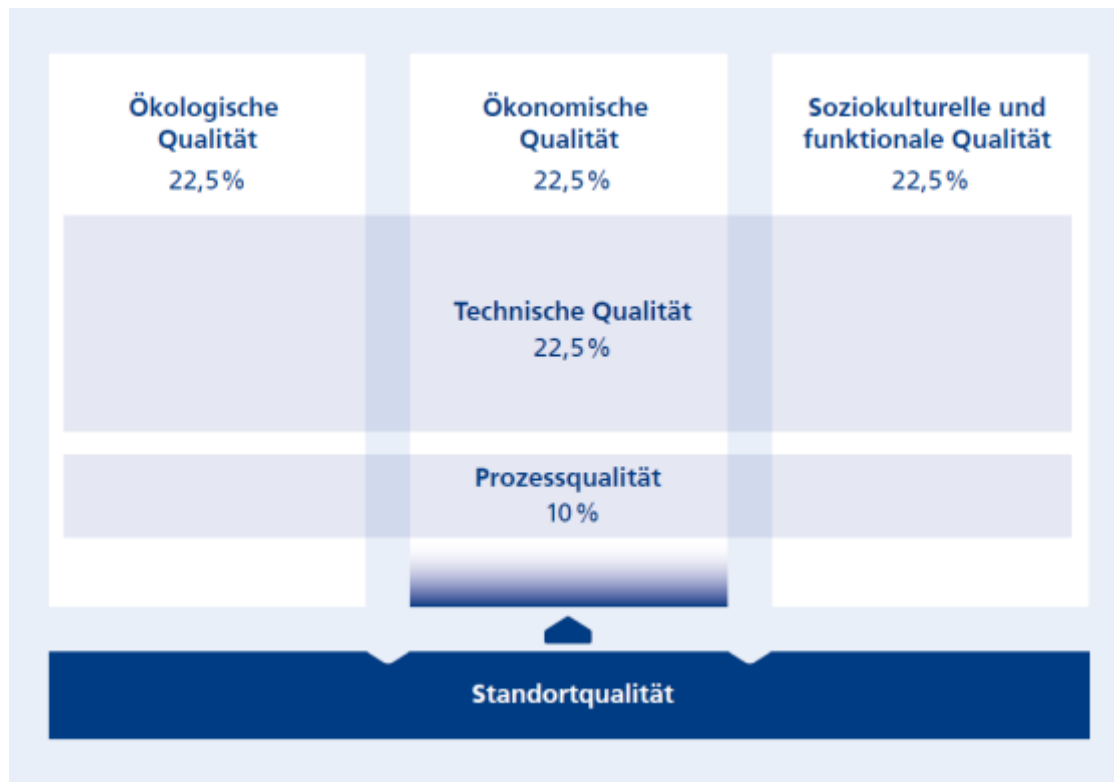 Ökologische
Qualität
22,5 %
Ökonomische
Qualität
22,5 %
Soziokulturelle und
funktionale Qualität
22,5 %
Technische Qualität
22,5 %
Prozessqualität
10 %
Standortqualität